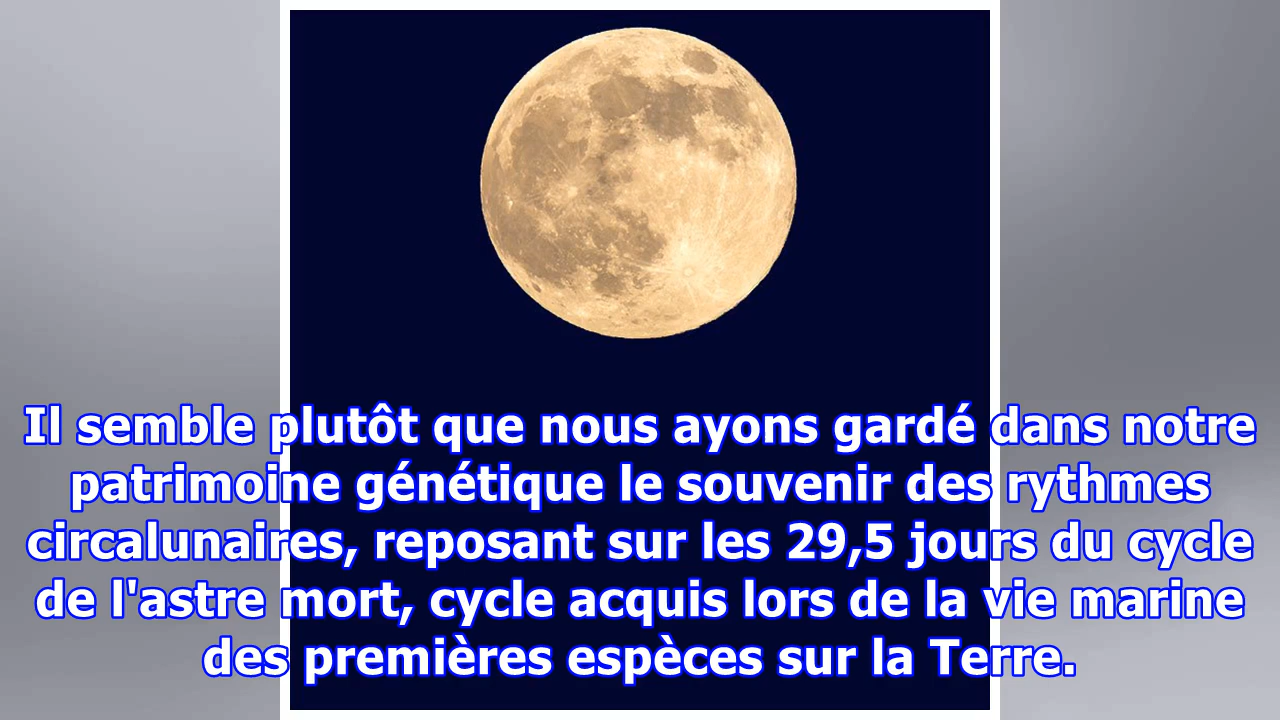 Il semble plutôt que nous ayons gardé dans notre
patrimoine génétique le souvenir des rythmes
circalunaires, reposant sur les 29,5 jours du cycle
de l'astre mort, cycle acquis lors de la vie marine
des premières espèces sur la Terre.